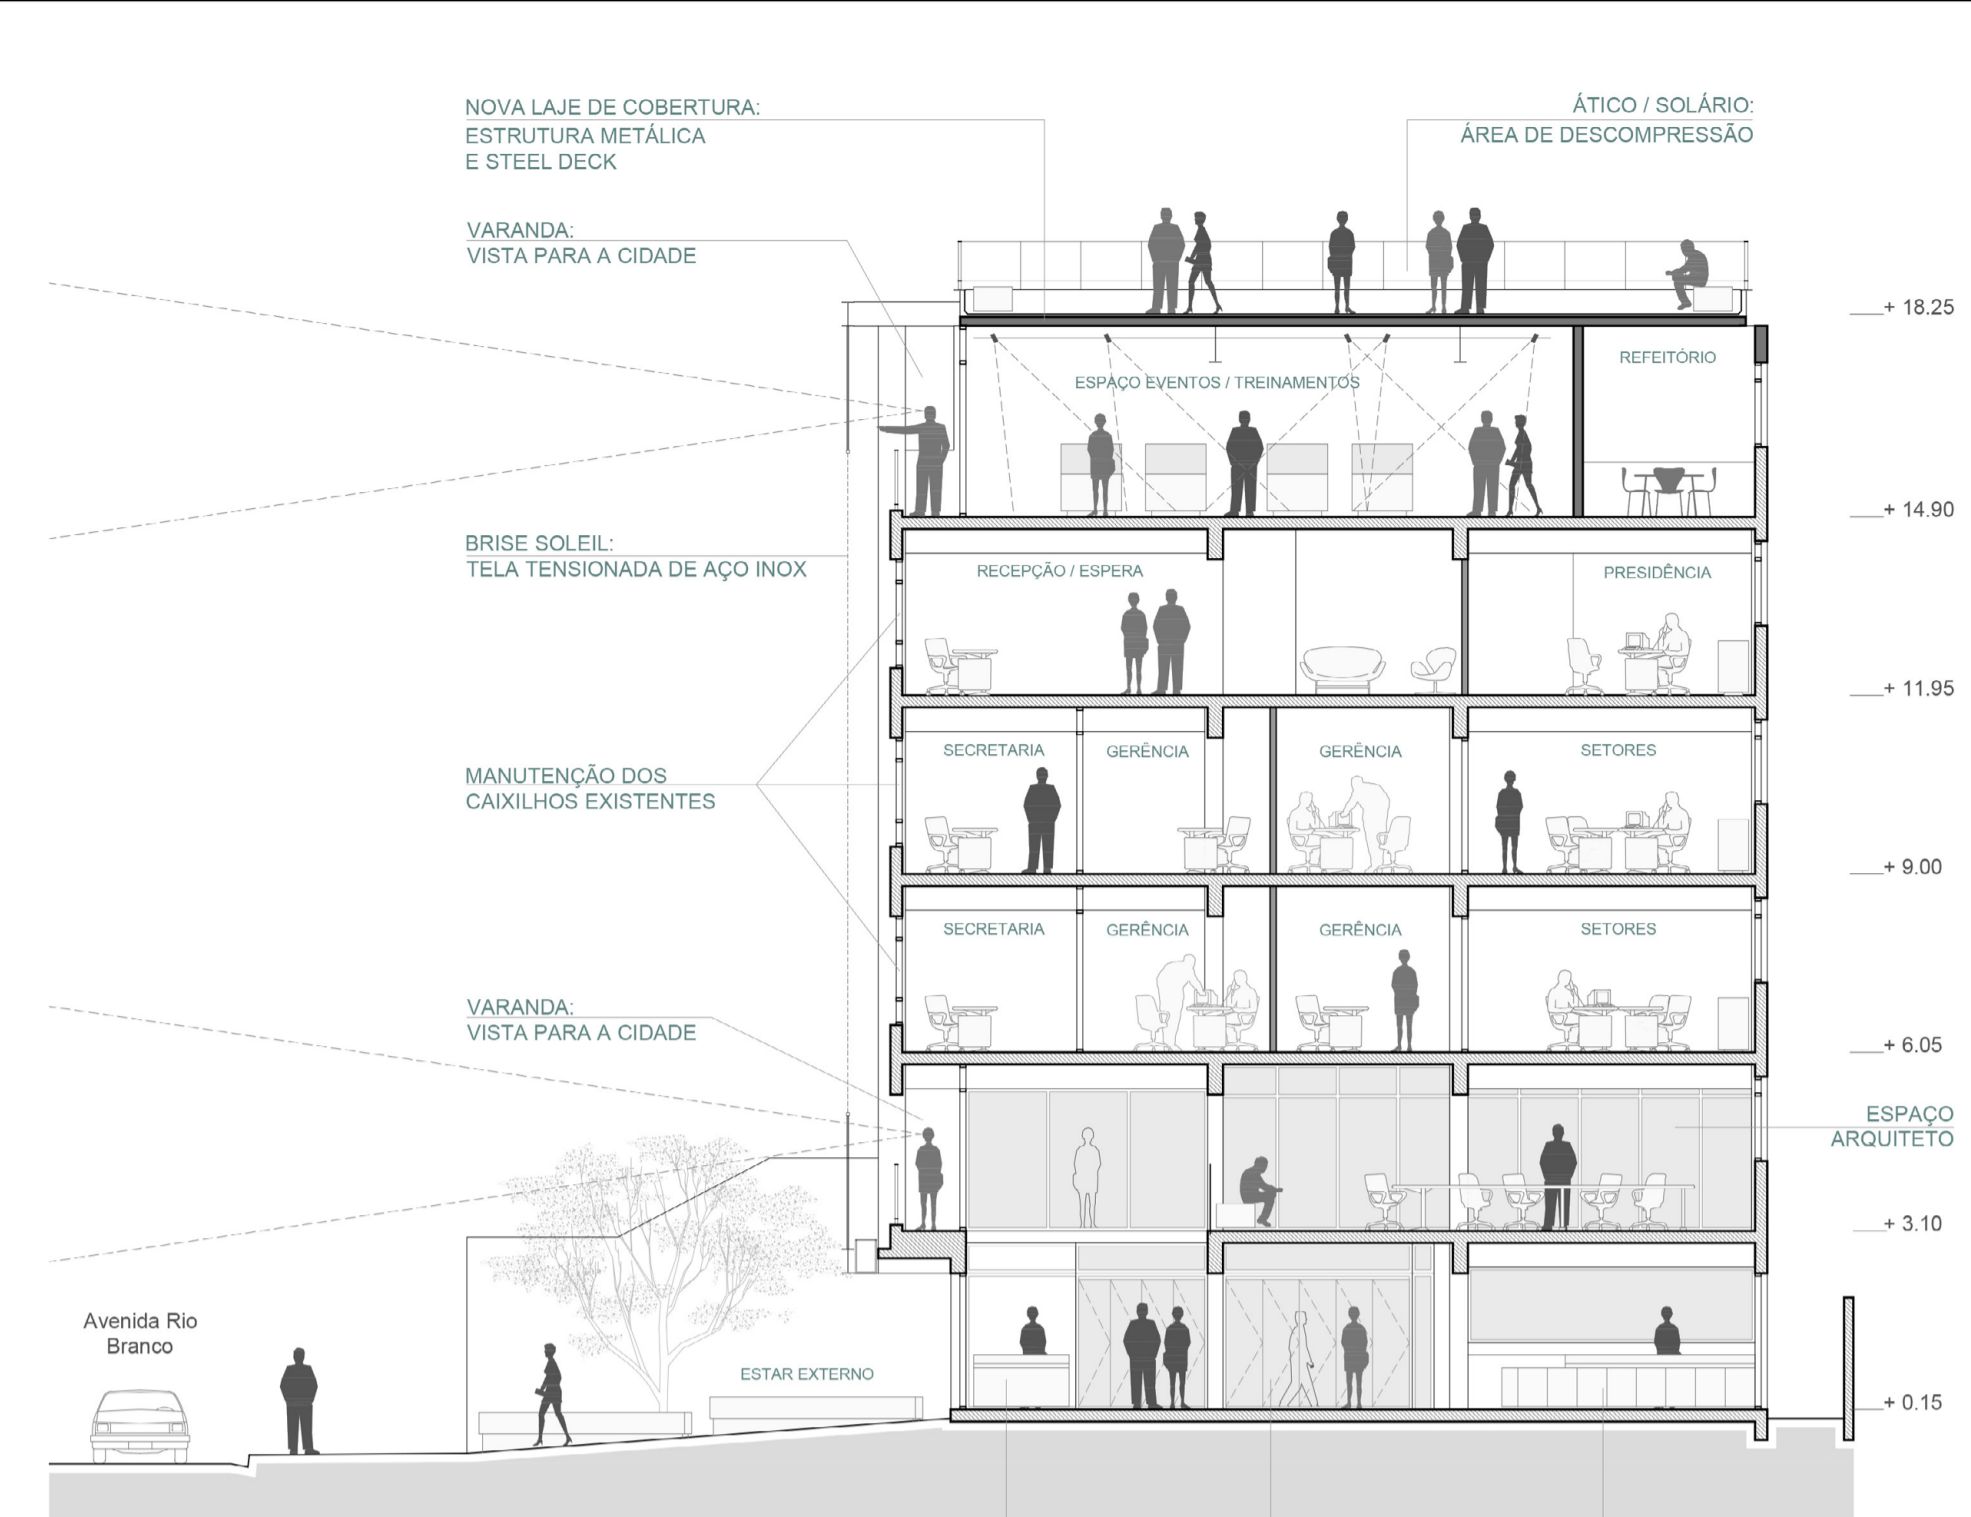 NOVA LAJE DE COBERTURA:
ESTRUTURA METÁLICA
E STEEL DECK
ÁTICO / SOLÁRIO:
ÁREA DE DESCOMPRESSÃO
VARANDA:
VISTA PARA A CIDADE
+ 18.25
REFEITÓRIO
ESPAÇO EVENTOS / TREINAMENTOS
+ 14.90
BRISE SOLEIL:
TELA TENSIONADA DE AÇO INOX
RECEPÇÃO / ESPERA
PRESIDÊNCIA
+ 11.95
MANUTENÇÃO DOS
CAIXILHOS EXISTENTES
SECRETARIA
GERÊNCIA
GERÊNCIA
SETORES
+ 9.00
SECRETARIA
GERÊNCIA
GERÊNCIA
SETORES
+ 6.05
VARANDA:
VISTA PARA A CIDADE
ESPAÇO
ARQUITETO
+ 3.10
Avenida Rio
Branco
ESTAR EXTERNO
+ 0.15